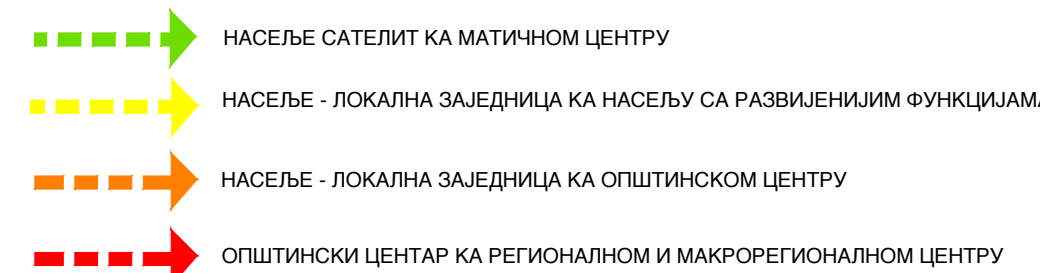 НАСЕЉЕ САТЕЛИТ КА МАТИЧНОМ ЦЕНТРУ
НАСЕЉЕ - ЛОКАЛНА ЗАЈЕДНИЦА КА НАСЕЉУ СА РАЗВИЈЕНИЈИМ ФУНКЦИЈАМА
НАСЕЉЕ - ЛОКАЛНА ЗАЈЕДНИЦА КА ОПШТИНСКОМ ЦЕНТРУ
ОПШТИНСКИ ЦЕНТАР КА РЕГИОНАЛНОМ И МАКРОРЕГИОНАЛНОМ ЦЕНТРУ